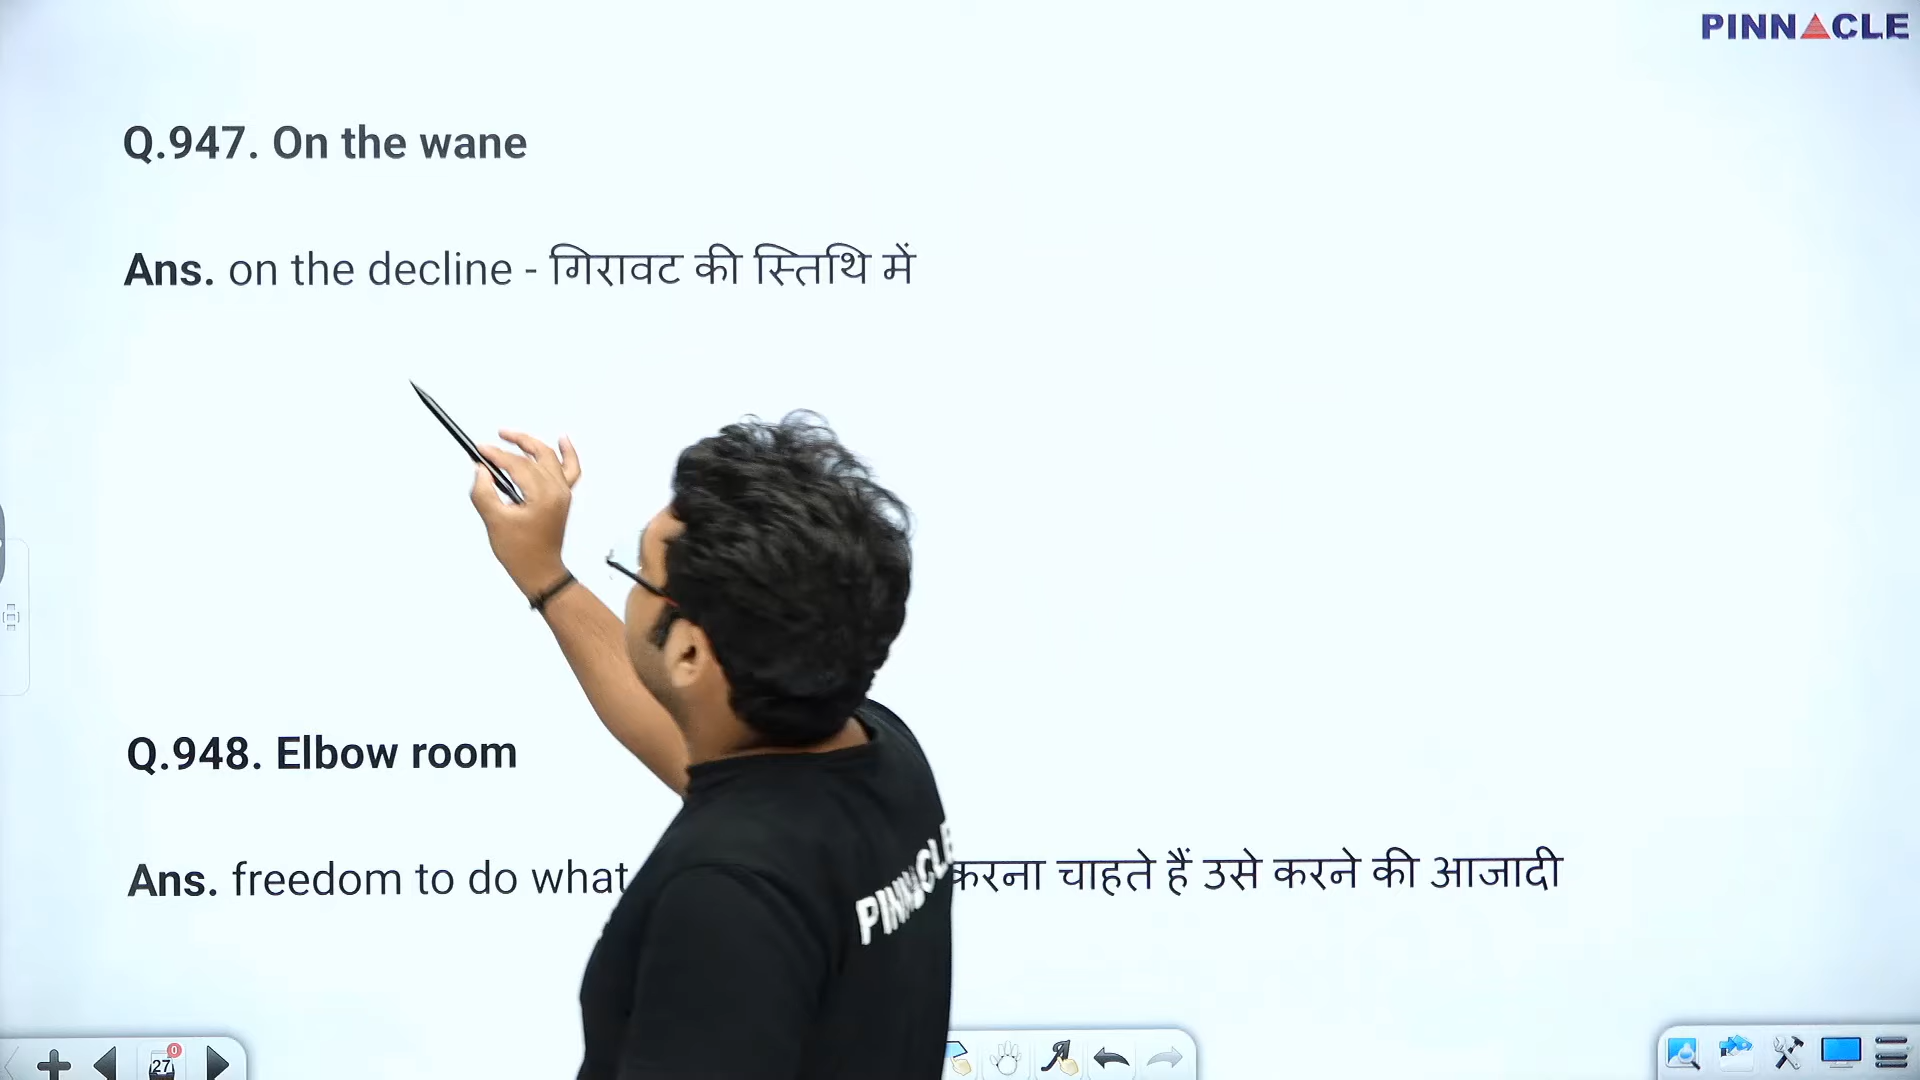 PINNACLE
Q.947. On the wane
Ans. on the decline - गिरावट की स्तिथि में
Q.948. Elbow room
Ans. freedom to do what करना चाहते हैं उसे करने की आजादी
PINNACLE
27
0